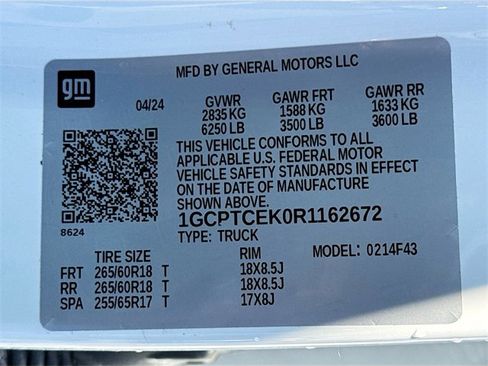 gm
MFD BY GENERAL MOTORS LLC
04/24 GVWR GAWR FRT GAWR RR
2835 KG 1588 KG 1633 KG
6250 LB 3500 LB 3600 LB
THIS VEHICLE CONFORMS TO ALL
APPLICABLE U.S. FEDERAL MOTOR
VEHICLE SAFETY STANDARDS IN EFFECT
ON THE DATE OF MANUFACTURE
SHOWN ABOVE.
8624
1GCPTCEK0R1162672
TYPE: TRUCK MODEL: 0214F43
TIRE SIZE RIM
FRT 265/60R18 T 18X8.5J
RR 265/60R18 T 18X8.5J
SPA 255/65R17 T 17X8J